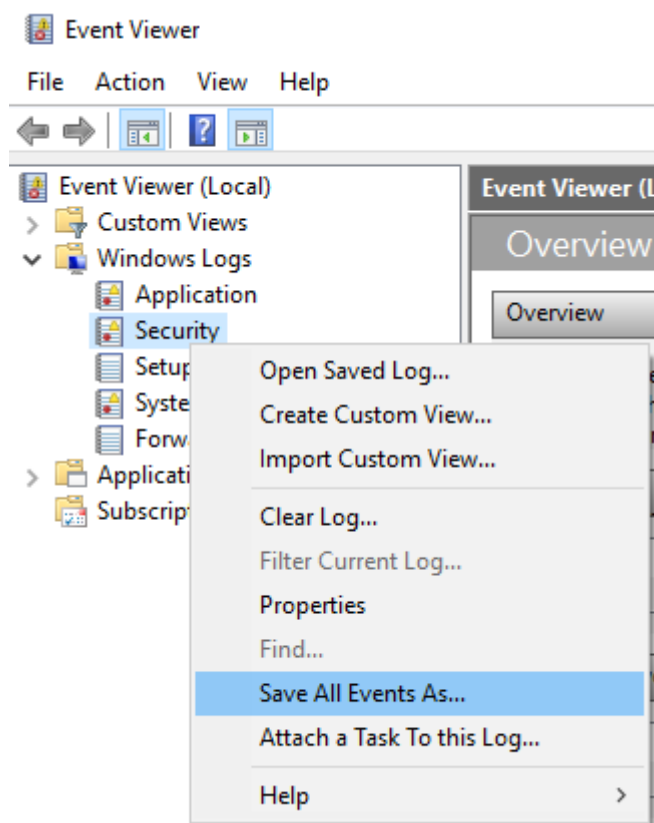 Event Viewer
File Action View Help
Event Viewer (Local)
Event Viewer (L
Custom Views
Overview
Windows Logs
Application
Overview
Security
Setup
Open Saved Log...
Syste
Create Custom View...
Forw
Import Custom View...
Applicati
Clear Log...
Subscrip
Filter Current Log...
Properties
Find...
Save All Events As...
Attach a Task To this Log...
Help